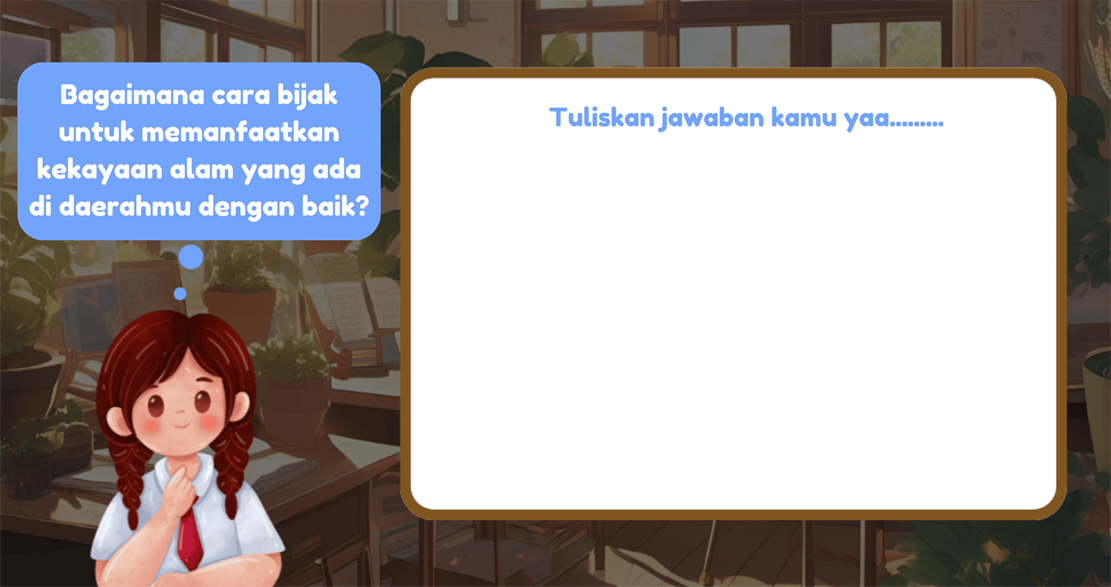 Bagaimana cara bijak
untuk memanfaatkan
kekayaan alam yang ada
di daerahmu dengan baik?
Tuliskan jawaban kamu yaa.........